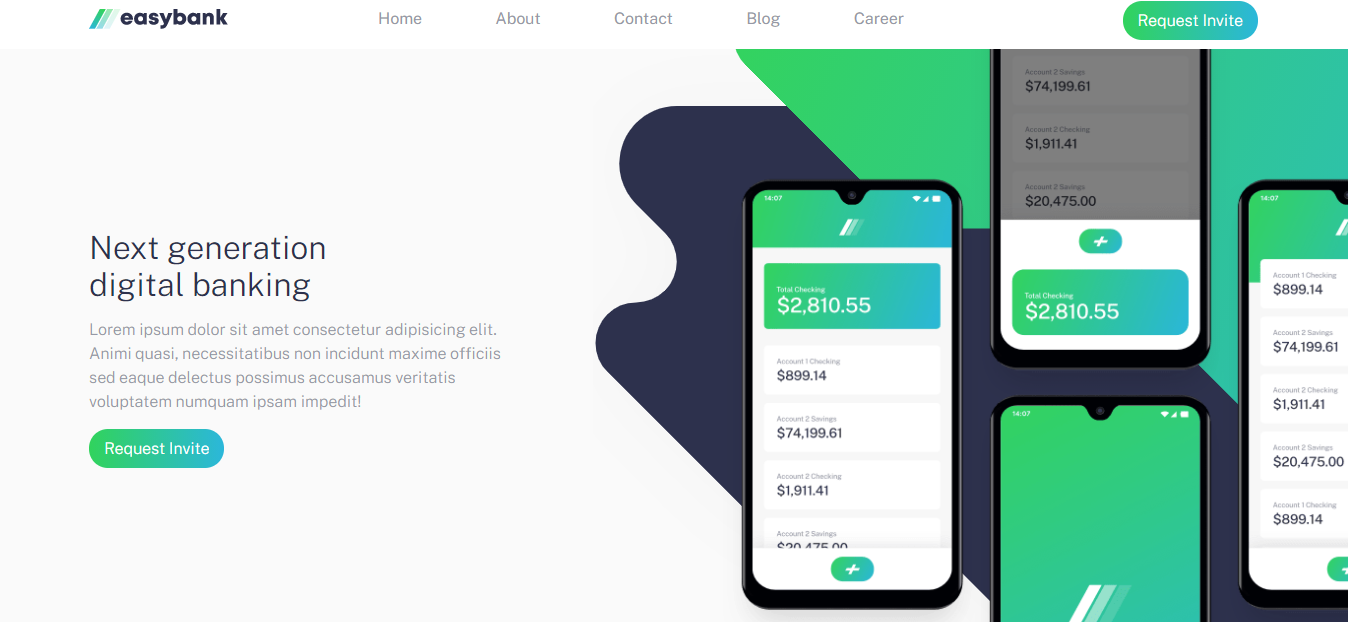 easybank
Home
About
Contact
Blog
Career
Request Invite
Next generation
digital banking
Lorem ipsum dolor sit amet consectetur adipisicing elit.
Animi quasi, necessitatibus non incidunt maxime officiis
sed eaque delectus possimus accusamus veritatis
voluptatem numquam ipsam impedit!
Request Invite
14:07
Total Checking
$2,810.55
Account 1 Checking
$899.14
Account 2 Savings
$74,199.61
Account 2 Checking
$1,911.41
Account 2 Savings
$20,475.00
Account 2 Savings
$74,199.61
Account 2 Checking
$1,911.41
Account 2 Savings
$20,475.00
Total Checking
$2,810.55
14:07
14:07
Account 1 Checking
$899.14
Account 2 Savings
$74,199.61
Account 2 Checking
$1,911.41
Account 2 Savings
$20,475.00
Account 1 Checking
$899.14